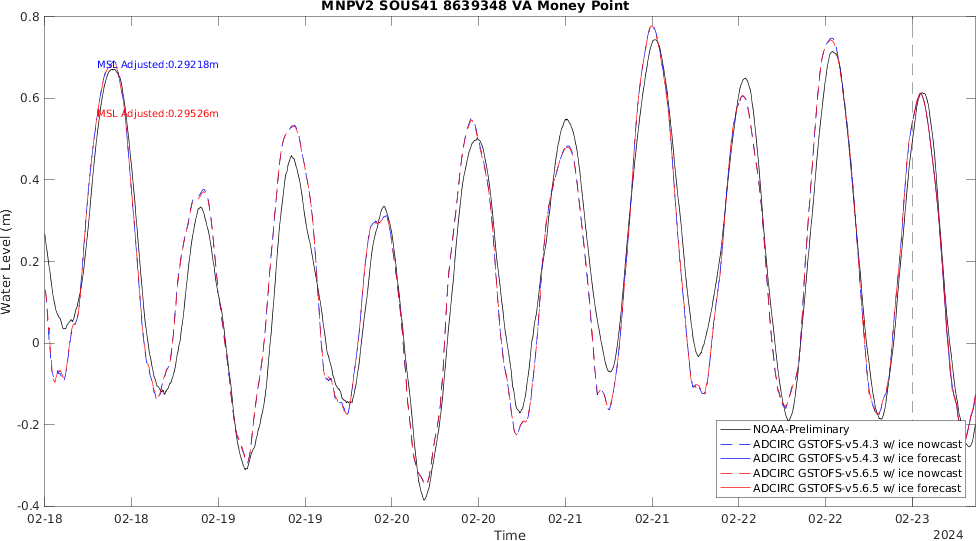 MNPV2 SOUS41 8639348 VA Money Point
0.8
0.6
0.4
0.2
0
-0.2
-0.4
Water Level (m)
MSL Adjusted:0.29218m
MSL Adjusted:0.29526m
NOAA-Preliminary
ADCIRC GSTOFS-v5.4.3 w/ ice nowcast
ADCIRC GSTOFS-v5.4.3 w/ ice forecast
ADCIRC GSTOFS-v5.6.5 w/ ice nowcast
ADCIRC GSTOFS-v5.6.5 w/ ice forecast
02-18 02-18 02-19 02-19 02-20 02-20 02-21 02-21 02-22 02-22 02-23
Time
2024